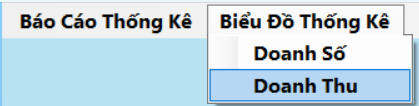 Báo Cáo Thống Kê Biểu Đồ Thống Kê
Doanh Số
Doanh Thu